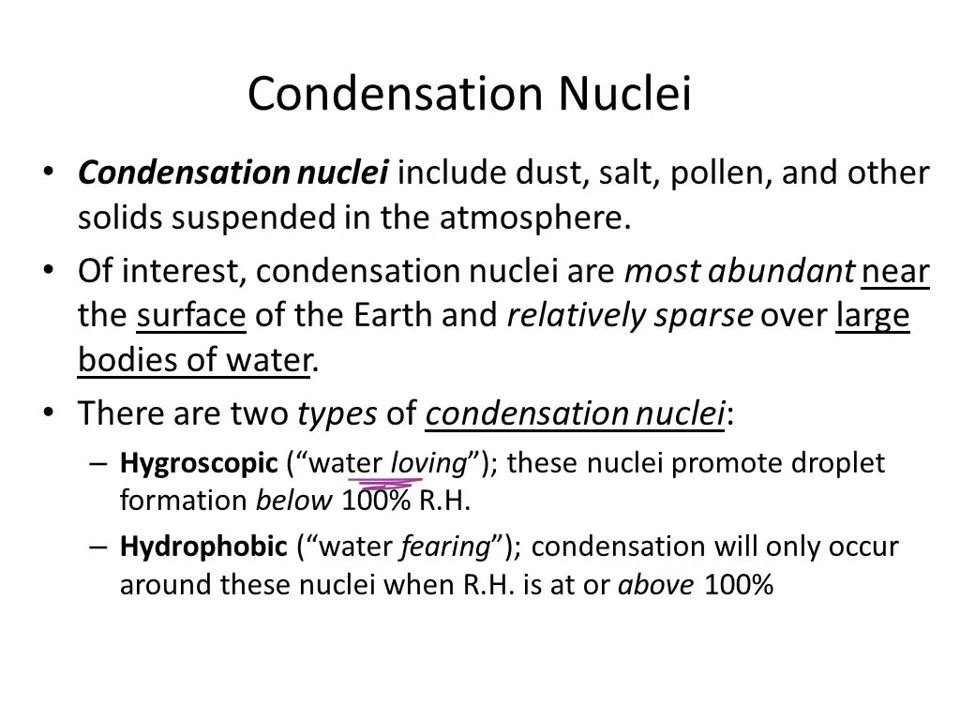 Condensation Nuclei
• Condensation nuclei include dust, salt, pollen, and other
solids suspended in the atmosphere.
• Of interest, condensation nuclei are most abundant near
the surface of the Earth and relatively sparse over large
bodies of water.
• There are two types of condensation nuclei:
– Hygroscopic (“water loving”); these nuclei promote droplet
formation below 100% R.H.
– Hydrophobic (“water fearing”); condensation will only occur
around these nuclei when R.H. is at or above 100%